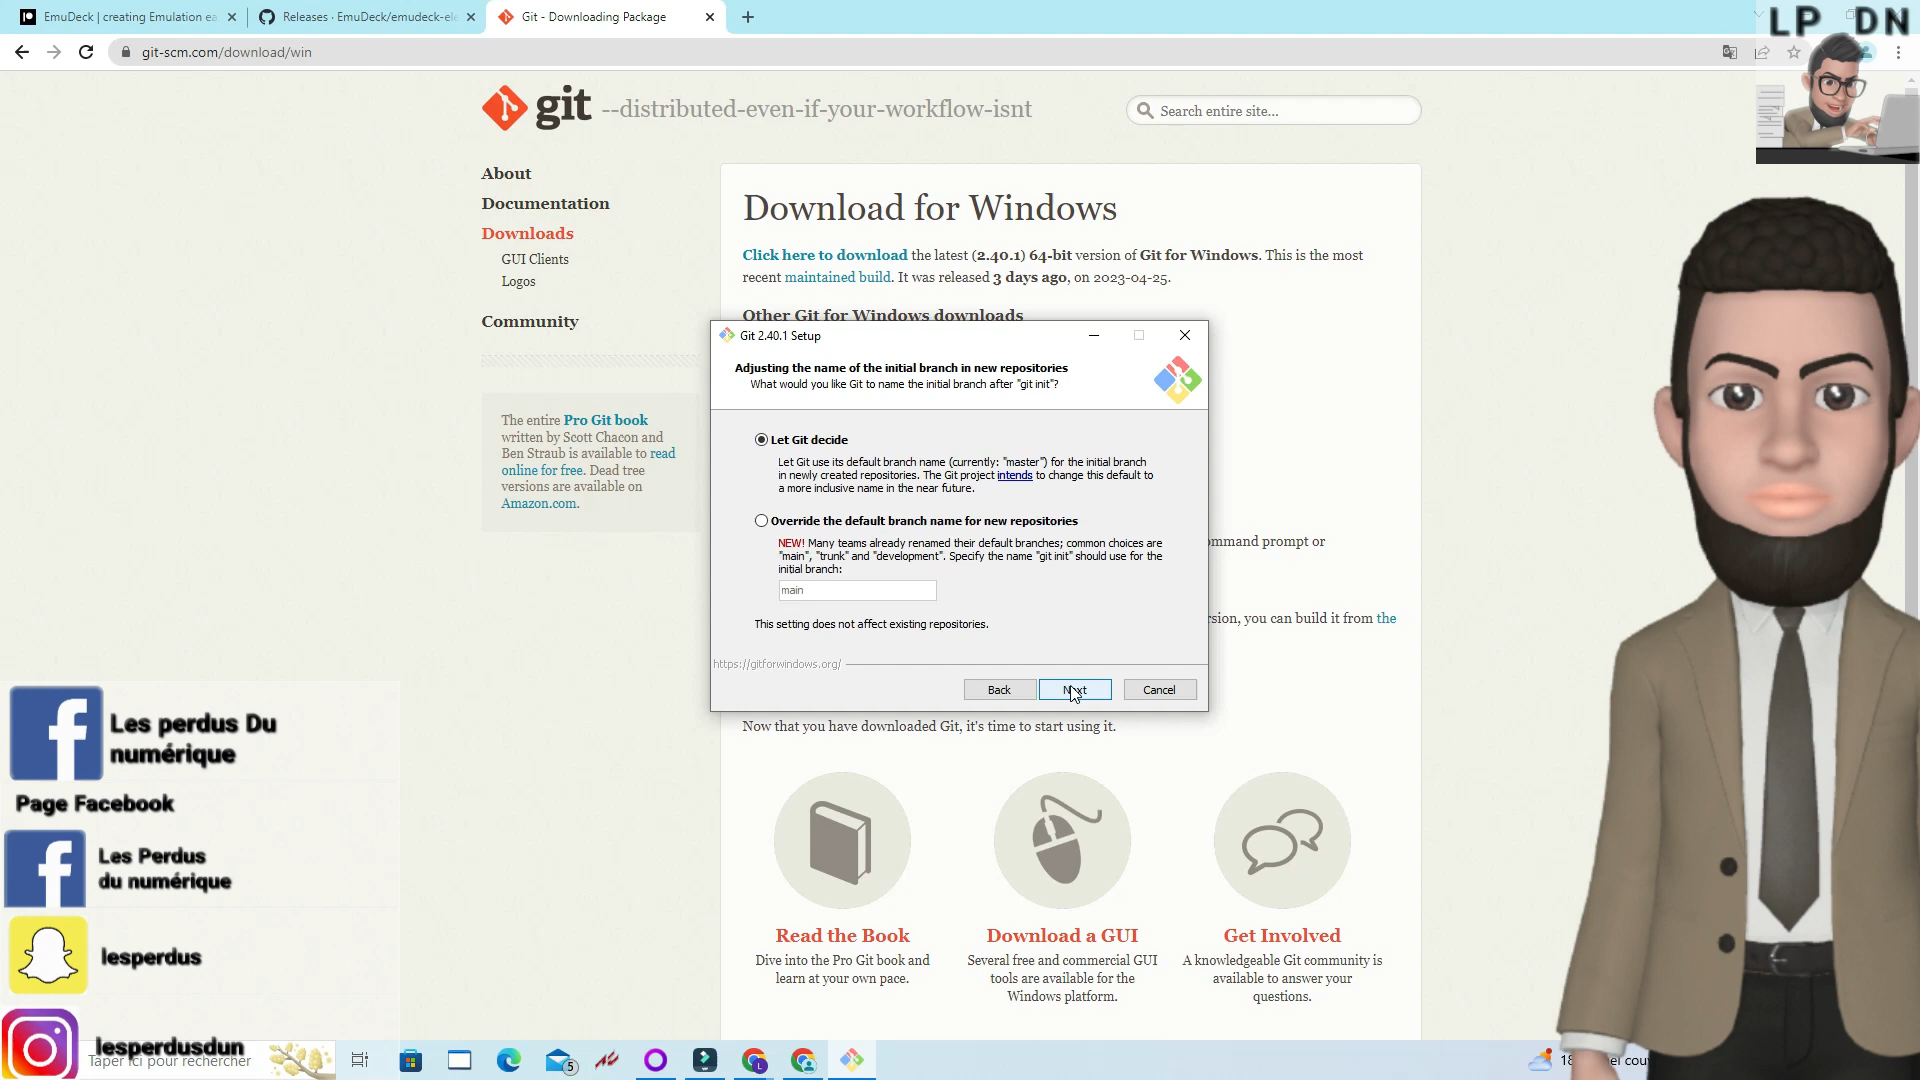 EmuDeck | creating Emulation ea
Releases · EmuDeck/emudeck-ele
Git - Downloading Package
LP DN
git-scm.com/download/win
git
--distributed-even-if-your-workflow-isnt
Search entire site...
About
Documentation
Downloads
GUI Clients
Logos
Community
The entire Pro Git book
written by Scott Chacon and
Ben Straub is available to read
online for free. Dead tree
versions are available on
Amazon.com.
Download for Windows
Click here to download the latest (2.40.1) 64-bit version of Git for Windows. This is the most
recent maintained build. It was released 3 days ago, on 2023-04-25.
Other Git for Windows downloads
Git 2.40.1 Setup
Adjusting the name of the initial branch in new repositories
What would you like Git to name the initial branch after "git init"?
Let Git decide
Let Git use its default branch name (currently: "master") for the initial branch
in newly created repositories. The Git project intends to change this default to
a more inclusive name in the near future.
Override the default branch name for new repositories
NEW! Many teams already renamed their default branches; common choices are
"main", "trunk" and "development". Specify the name "git init" should use for the
initial branch:
main
This setting does not affect existing repositories.
https://gitforwindows.org/
Back
Next
Cancel
mmand prompt or
sion, you can build it from the
Now that you have downloaded Git, it's time to start using it.
Read the Book
Dive into the Pro Git book and
learn at your own pace.
Download a GUI
Several free and commercial GUI
tools are available for the
Windows platform.
Get Involved
A knowledgeable Git community is
available to answer your
questions.
Les perdus Du
numérique
Page Facebook
Les Perdus
du numérique
lesperdus
lesperdusdun
Taper ici pour rechercher
5
L
18